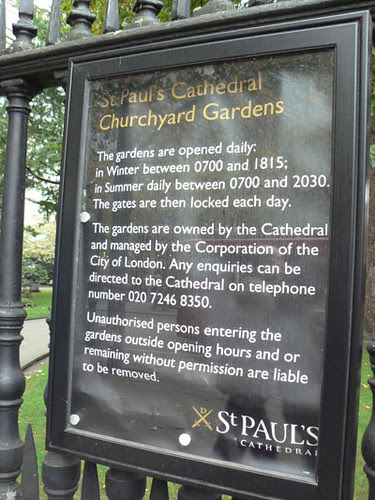 St Paul's Cathedral
Churchyard Gardens
The gardens are opened daily:
in Winter between 0700 and 1815;
in Summer daily between 0700 and 2030.
The gates are then locked each day.
The gardens are owned by the Cathedral
and managed by the Corporation of the
City of London. Any enquiries can be
directed to the Cathedral on telephone
number 020 7246 8350.
Unauthorised persons entering the
gardens outside opening hours and or
remaining without permission are liable
to be removed.
D
ST PAUL'S
CATHEDRAL